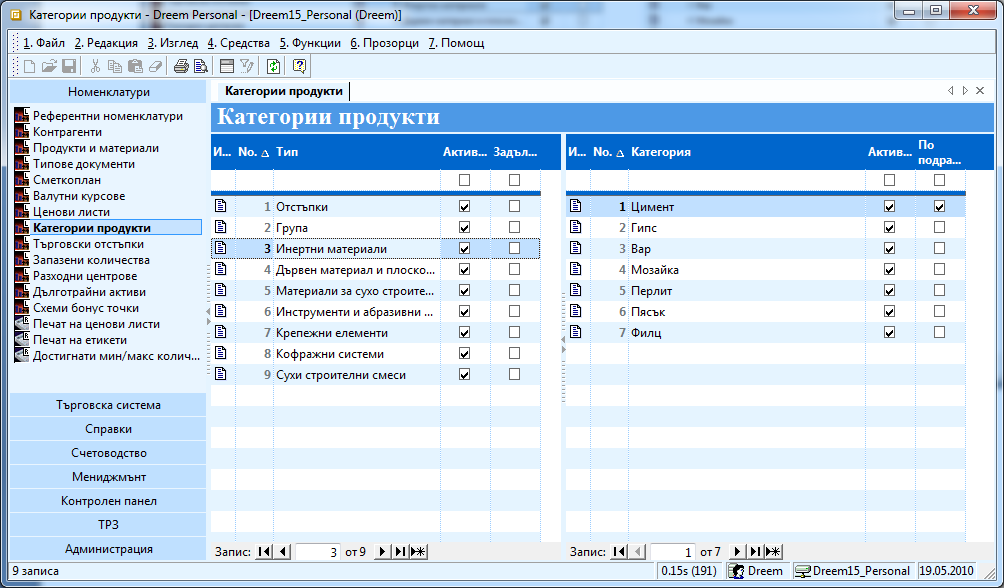 Категории продукти - Dreem Personal - [Dreem15_Personal (Dreem)]
1. Файл 2. Редакция 3. Изглед 4. Средства 5. Функции 6. Прозорци 7. Помощ
Номенклатури
Референтни номенклатури
Контрагенти
Продукти и материали
Типове документи
Сметкоплан
Валутни курсове
Ценови листи
Категории продукти
Търговски отстъпки
Запазени количества
Разходни центрове
Дълготрайни активи
Схеми бонус точки
Печат на ценови листи
Печат на етикети
Достигнати мин/макс колич...
Търговска система
Справки
Счетоводство
Мениджмънт
Контролен панел
ТРЗ
Администрация
Категории продукти
Категории продукти
И... No. Тип Актив... Задъл...
1 Отстъпки
2 Група
3 Инертни материали
4 Дървен материал и плоско...
5 Материали за сухо строите...
6 Инструменти и абразивни ...
7 Крепежни елементи
8 Кофражни системи
9 Сухи строителни смеси
Запис: 3 от 9
И... No. Категория Актив... По подра...
1 Цимент
2 Гипс
3 Вар
4 Мозайка
5 Перлит
6 Пясък
7 Филц
Запис: 1 от 7
9 записа 0.15s (191) Dreem Dreem15_Personal 19.05.2010